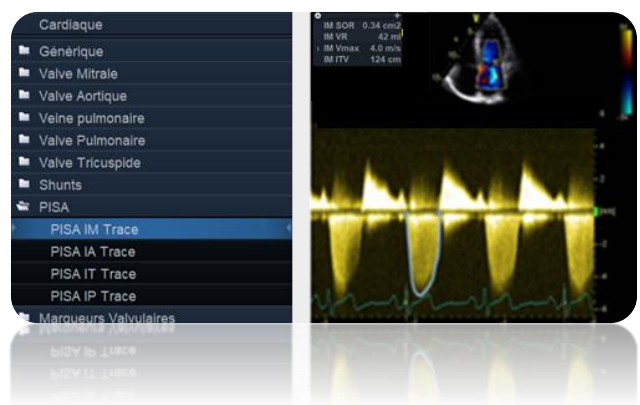 Cardiaque
Générique
Valve Mitrale
Valve Aortique
Veine pulmonaire
Valve Pulmonaire
Valve Tricuspide
Shunts
PISA
PISA IM Trace
PISA IA Trace
PISA IT Trace
PISA IP Trace
Marqueurs Valvulaires
IM SOR 0.34 cm2
IM VR 42 ml
IM Vmax 4.0 m/s
IM ITV 124 cm